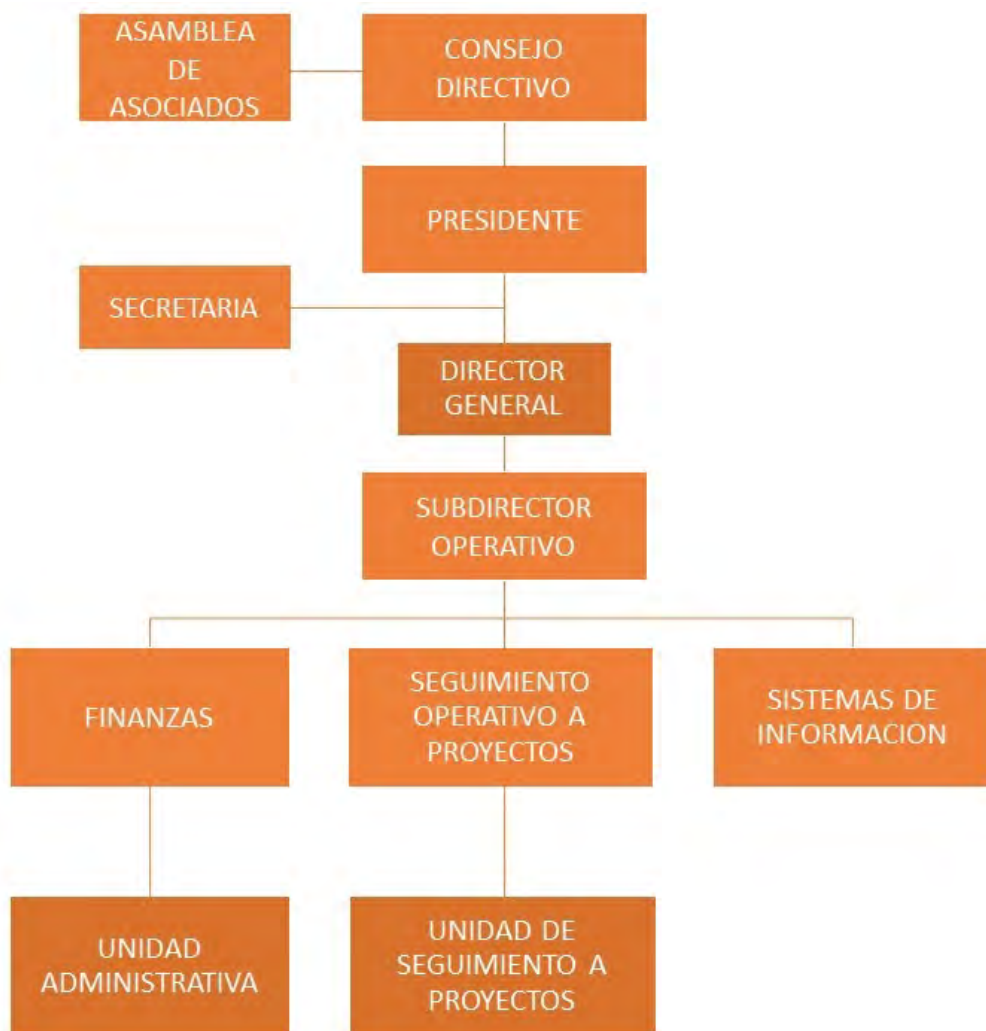 ASAMBLEA
DE
ASOCIADOS
CONSEJO
DIRECTIVO
PRESIDENTE
SECRETARIA
DIRECTOR
GENERAL
SUBDIRECTOR
OPERATIVO
FINANZAS
SEGUIMIENTO
OPERATIVO A
PROYECTOS
SISTEMAS DE
INFORMACION
UNIDAD
ADMINISTRATIVA
UNIDAD DE
SEGUIMIENTO A
PROYECTOS